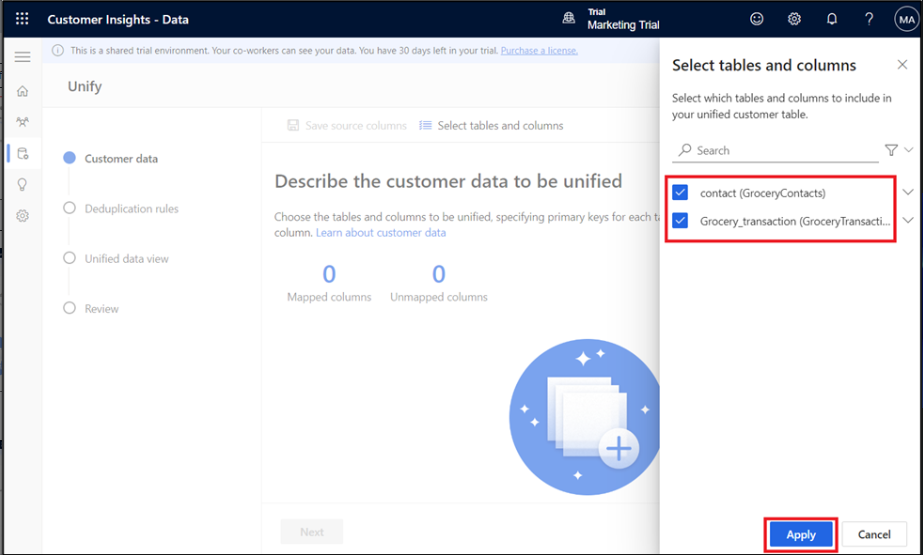 Customer Insights - Data
Trial
Marketing Trial
?
MA
This is a shared trial environment. Your co-workers can see your data. You have 30 days left in your trial. Purchase a license.
Unify
Customer data
Deduplication rules
Unified data view
Review
Save source columns
Select tables and columns
Describe the customer data to be unified
Choose the tables and columns to be unified, specifying primary keys for each
column. Learn about customer data
0
Mapped columns
0
Unmapped columns
Next
Select tables and columns
Select which tables and columns to include in
your unified customer table.
Search
contact (GroceryContacts)
Grocery_transaction (GroceryTransacti...
Apply
Cancel